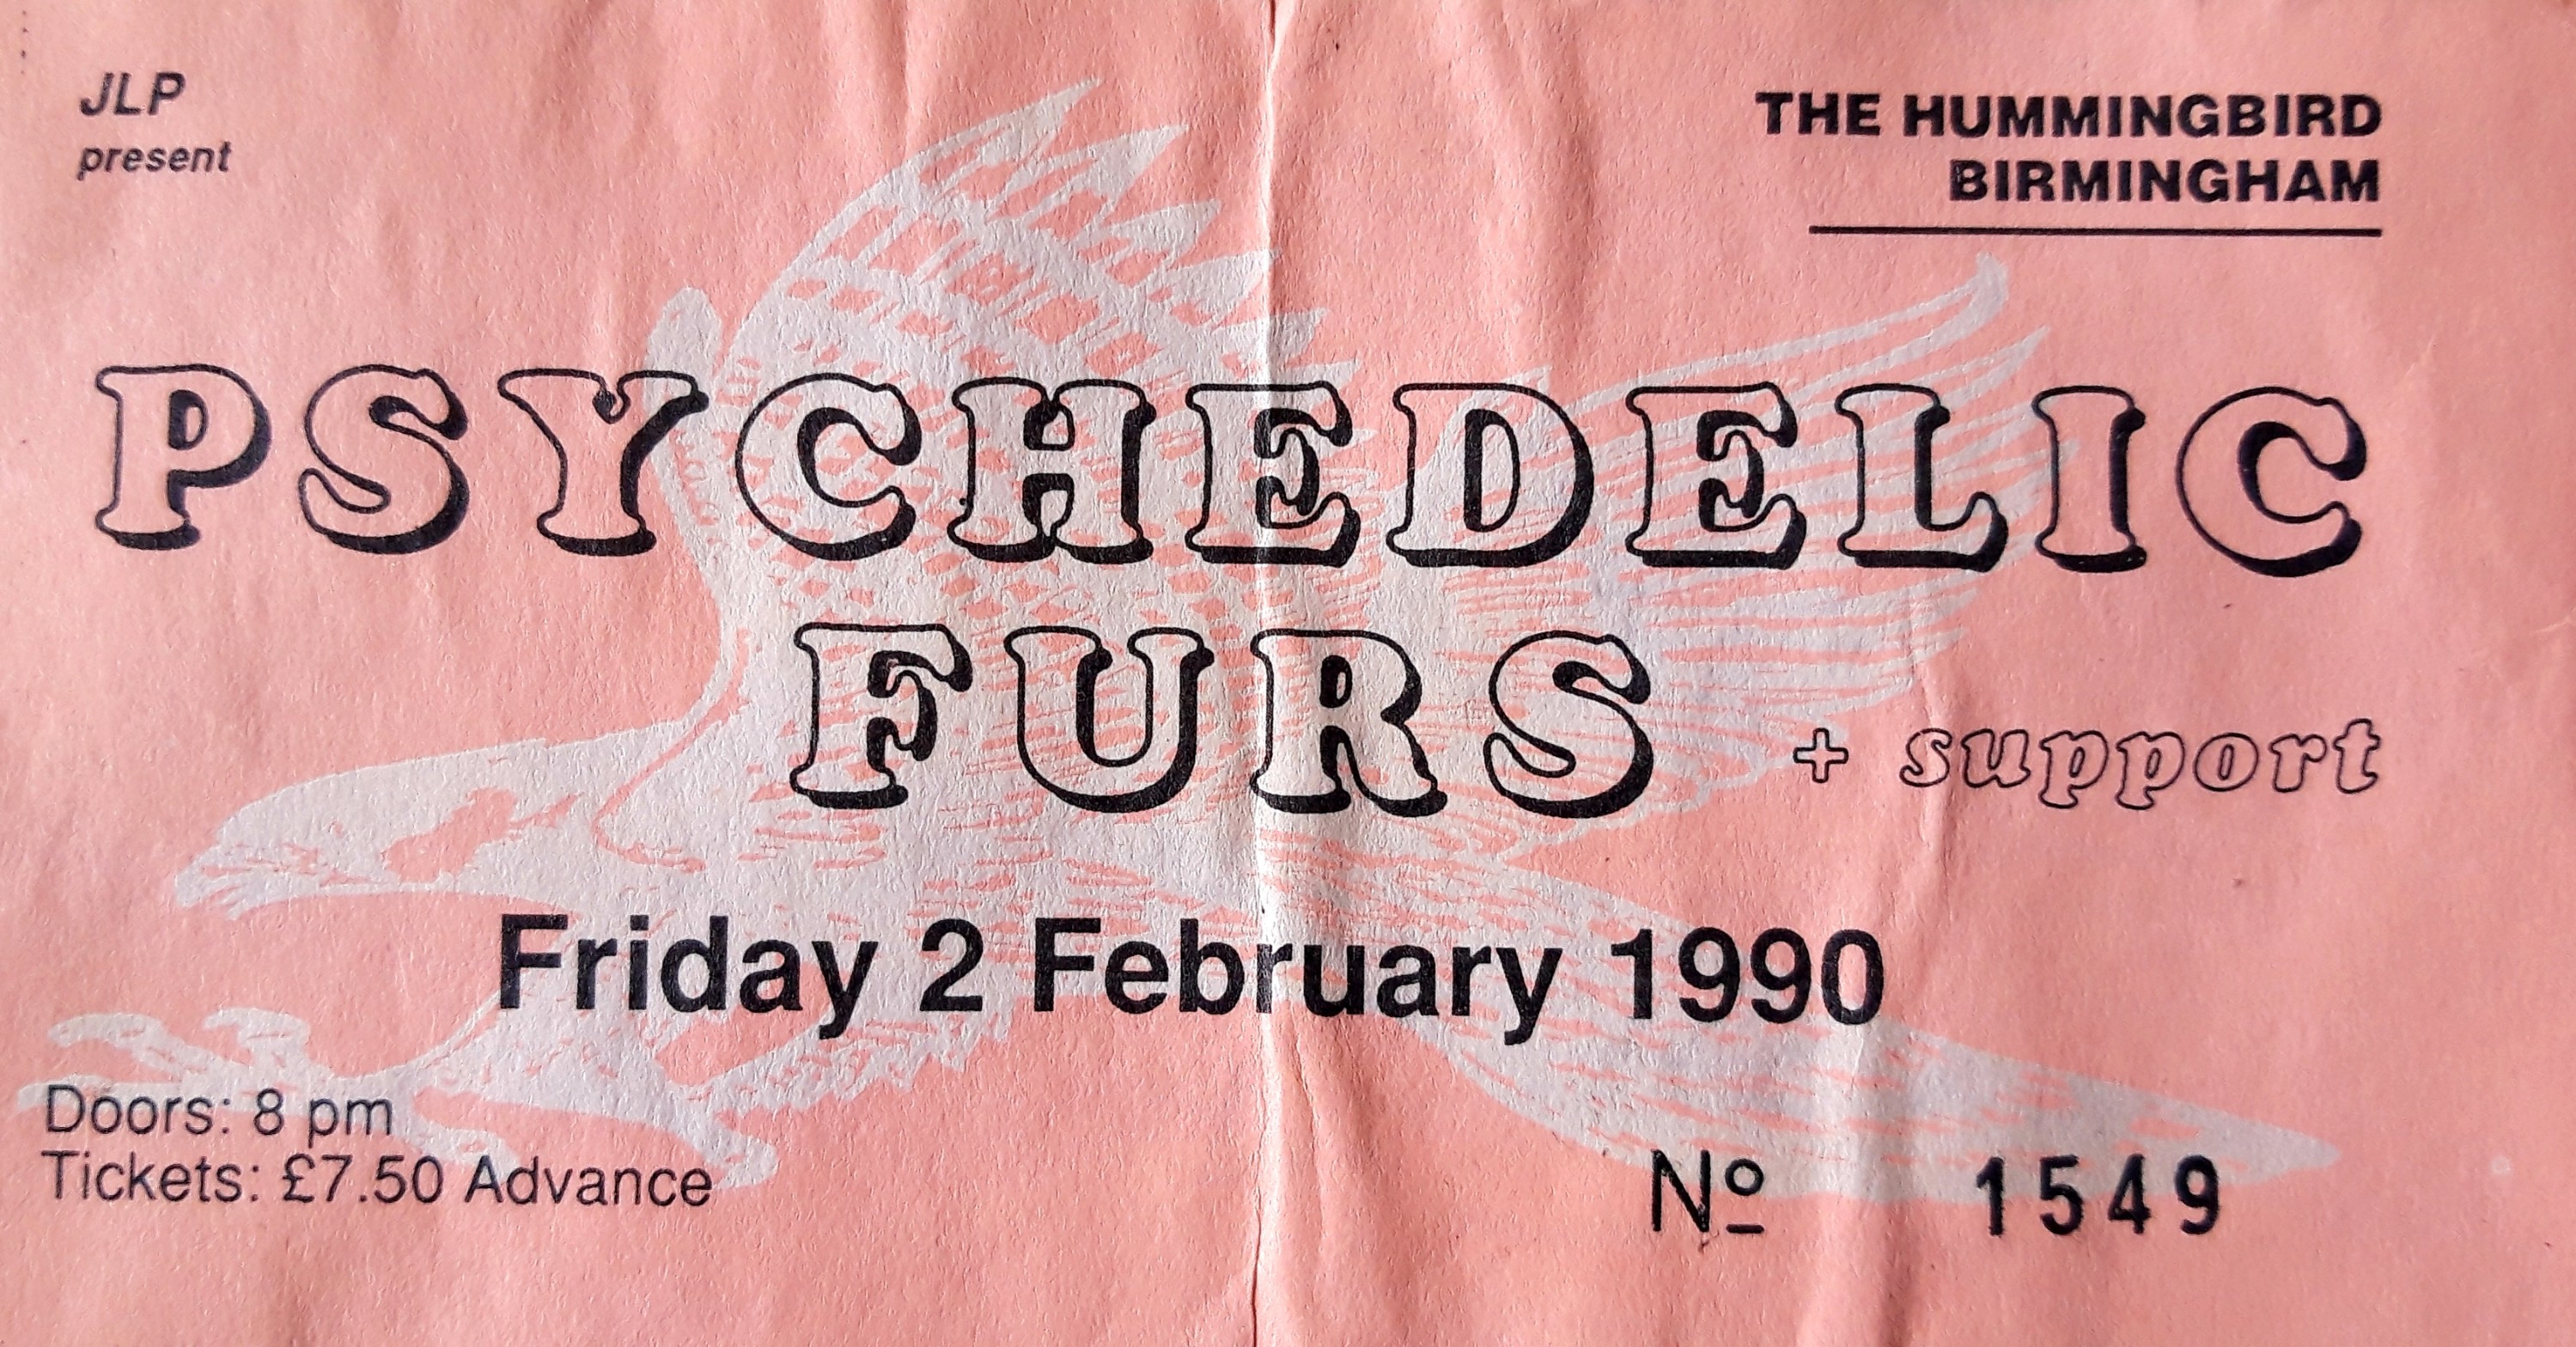 JLP
present
THE HUMMINGBIRD
BIRMINGHAM
PSYCHEDELIC
FURS + support
Friday 2 February 1990
Doors: 8 pm
Tickets: £7.50 Advance
Nº 1549